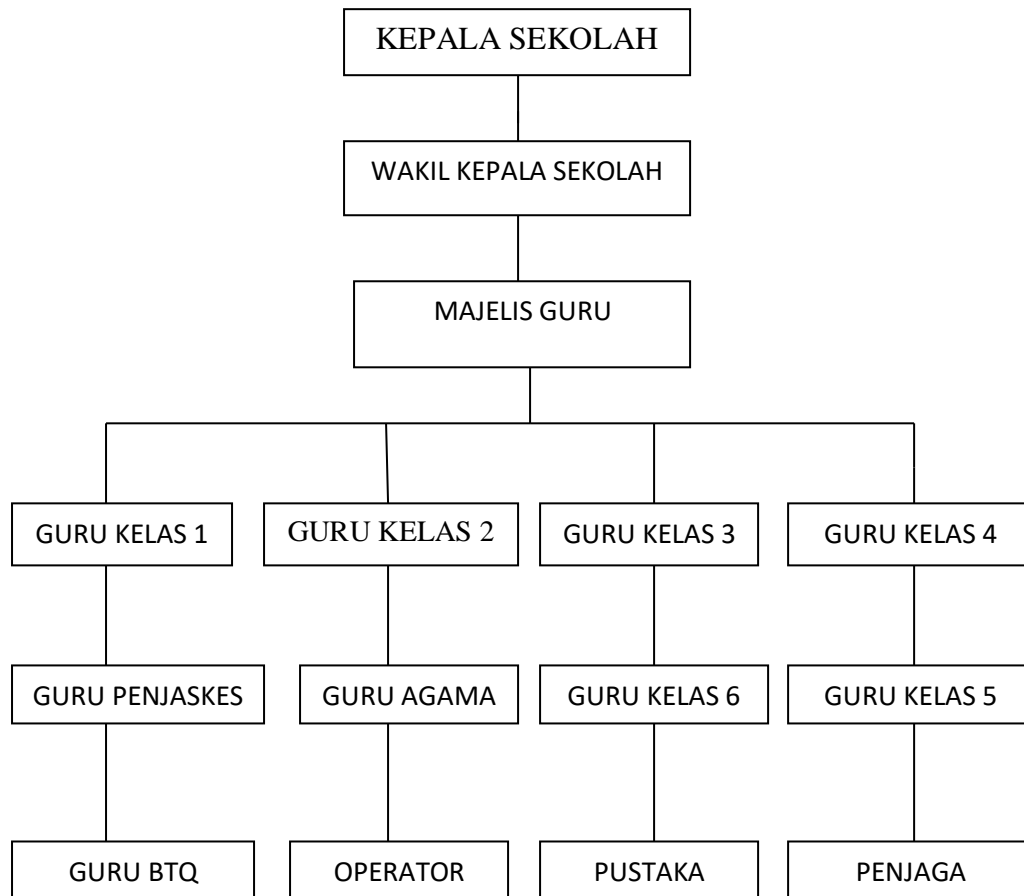 KEPALA SEKOLAH
WAKIL KEPALA SEKOLAH
MAJELIS GURU
GURU KELAS 1
GURU KELAS 2
GURU KELAS 3
GURU KELAS 4
GURU PENJASKES
GURU AGAMA
GURU KELAS 6
GURU KELAS 5
GURU BTQ
OPERATOR
PUSTAKA
PENJAGA